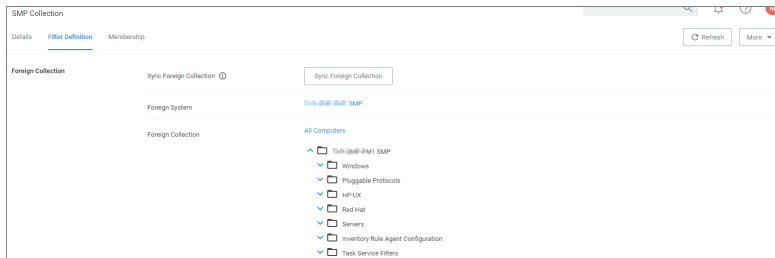 SMP Collection
Details Filter Definition Membership
Refresh More
Foreign Collection
Sync Foreign Collection Sync Foreign Collection
Foreign System SMP
Foreign Collection All Computers
SMP
Windows
Pluggable Protocols
HP-UX
Red Hat
Servers
Inventory Rule Agent Configuration
Task Service Filters